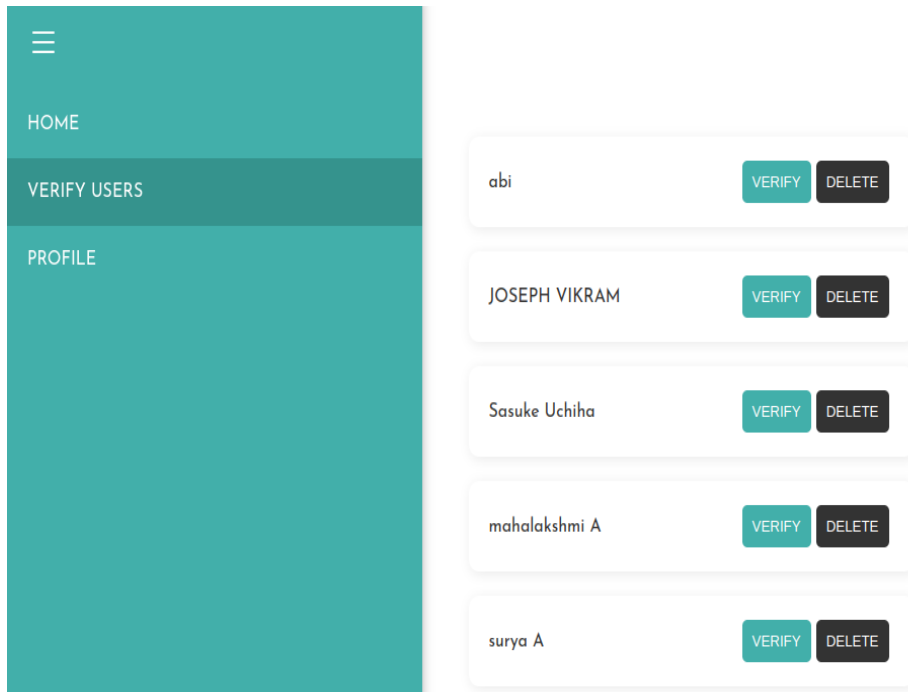 HOME
VERIFY USERS
PROFILE
abi VERIFY DELETE
JOSEPH VIKRAM VERIFY DELETE
Sasuke Uchiha VERIFY DELETE
mahalakshmi A VERIFY DELETE
surya A VERIFY DELETE